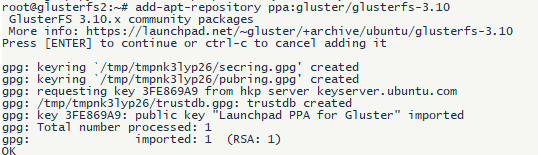 root@glusterfs2:~# add-apt-repository ppa:gluster/glusterfs-3.10
GlusterFS 3.10.x community packages
More info: https://launchpad.net/~gluster/+archive/ubuntu/glusterfs-3.10
Press [ENTER] to continue or ctrl-c to cancel adding it
gpg: keyring `/tmp/tmpnk3lyp26/secring.gpg' created
gpg: keyring `/tmp/tmpnk3lyp26/pubring.gpg' created
gpg: requesting key 3FE869A9 from hkp server keyserver.ubuntu.com
gpg: /tmp/tmpnk3lyp26/trustdb.gpg: trustdb created
gpg: key 3FE869A9: public key "Launchpad PPA for Gluster" imported
gpg: Total number processed: 1
gpg: imported: 1 (RSA: 1)
OK